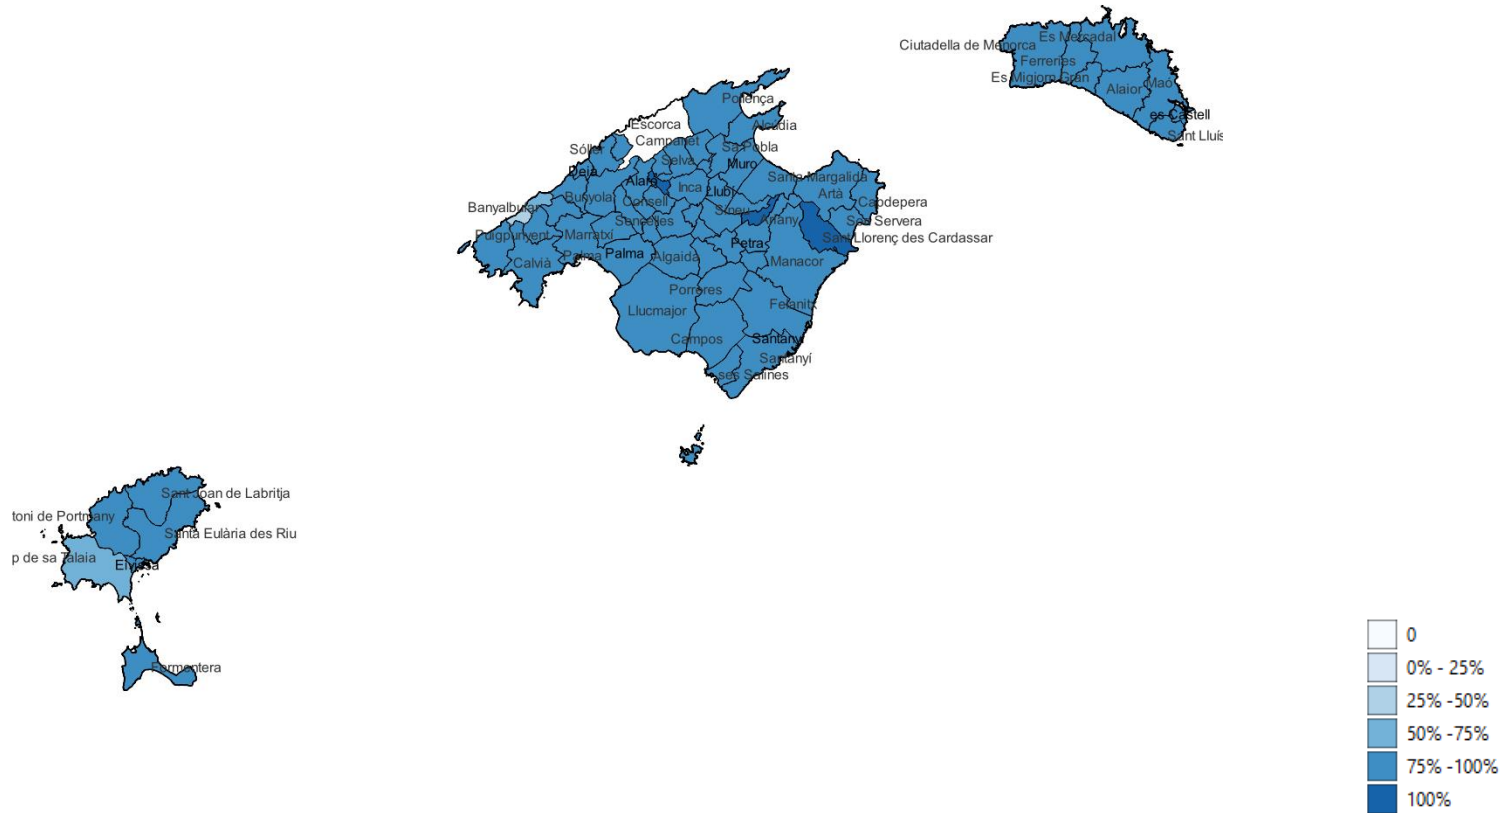 Ciutadella de Menorca
Es Mercadal
Ferreries
Es Migjorn Gran
Alaior
Maó
es Castell
Sant Lluís
Pollença
Escorca
Alcúdia
Campanet
Sa Pobla
Sóller
Selva
Muro
Deià
Alaró
Inca
Llubí
Santa Margalida
Artà
Bunyola
Consell
Capdepera
Banyalbufar
Sineu
Ariany
Son Servera
Sencelles
Puigpunyent
Marratxí
Sant Llorenç des Cardassar
Petra
Calvià
Palma
Palma
Algaida
Manacor
Porreres
Felanitx
Llucmajor
Campos
Santanyí
Santanyí
ses Salines
Sant Joan de Labritja
toni de Portmany
Santa Eulària des Riu
p de sa Talaia
Eivissa
Formentera
0
0% - 25%
25% -50%
50% -75%
75% -100%
100%